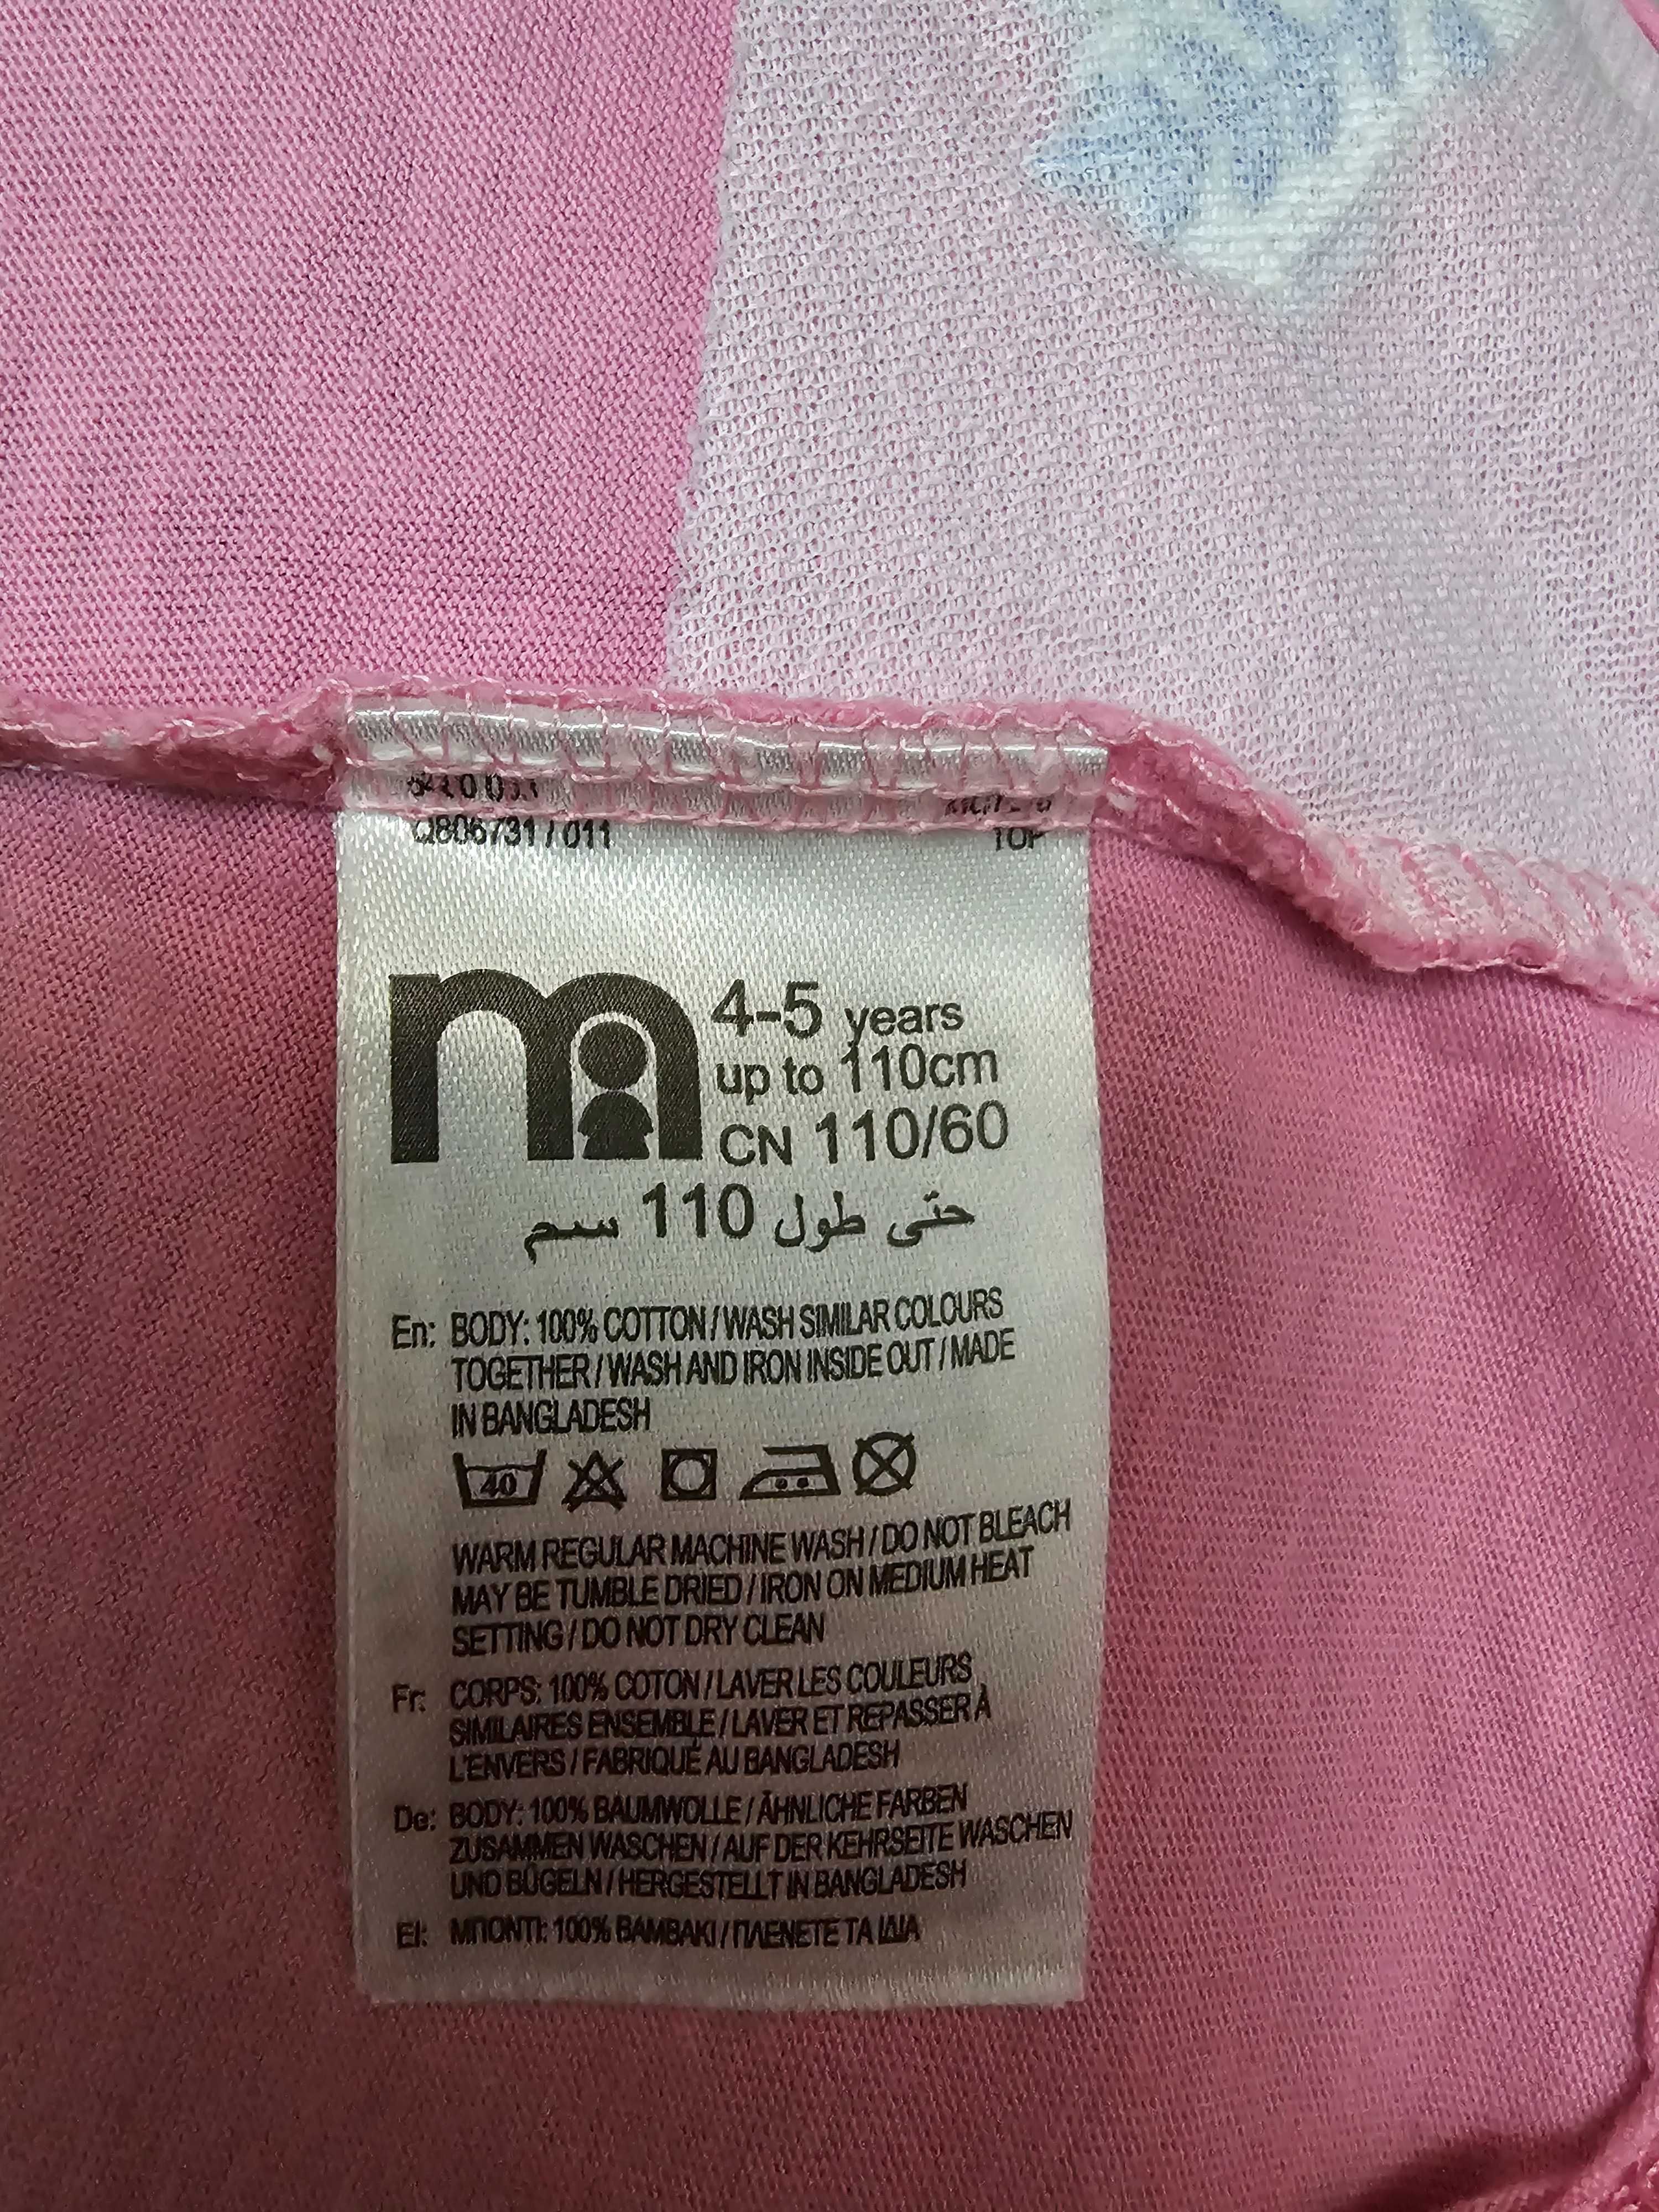 Q806731 / 011
TOP
4-5 years
up to 110cm
CN 110/60
حتّى طول 110 سم
En: BODY: 100% COTTON / WASH SIMILAR COLOURS
TOGETHER / WASH AND IRON INSIDE OUT / MADE
IN BANGLADESH
40
WARM REGULAR MACHINE WASH / DO NOT BLEACH
MAY BE TUMBLE DRIED / IRON ON MEDIUM HEAT
SETTING / DO NOT DRY CLEAN
Fr: CORPS: 100% COTON / LAVER LES COULEURS
SIMILAIRES ENSEMBLE / LAVER ET REPASSER À
L'ENVERS / FABRIQUÉ AU BANGLADESH
De: BODY: 100% BAUMWOLLE / ÄHNLICHE FARBEN
ZUSAMMEN WASCHEN / AUF DER KEHRSEITE WASCHEN
UND BÜGELN / HERGESTELLT IN BANGLADESH
El: ΜΠΟΝΤΙ: 100% ΒΑΜΒΑΚΙ / ΠΛΕΝΕΤΕ ΤΑ ΙΔΙΑ